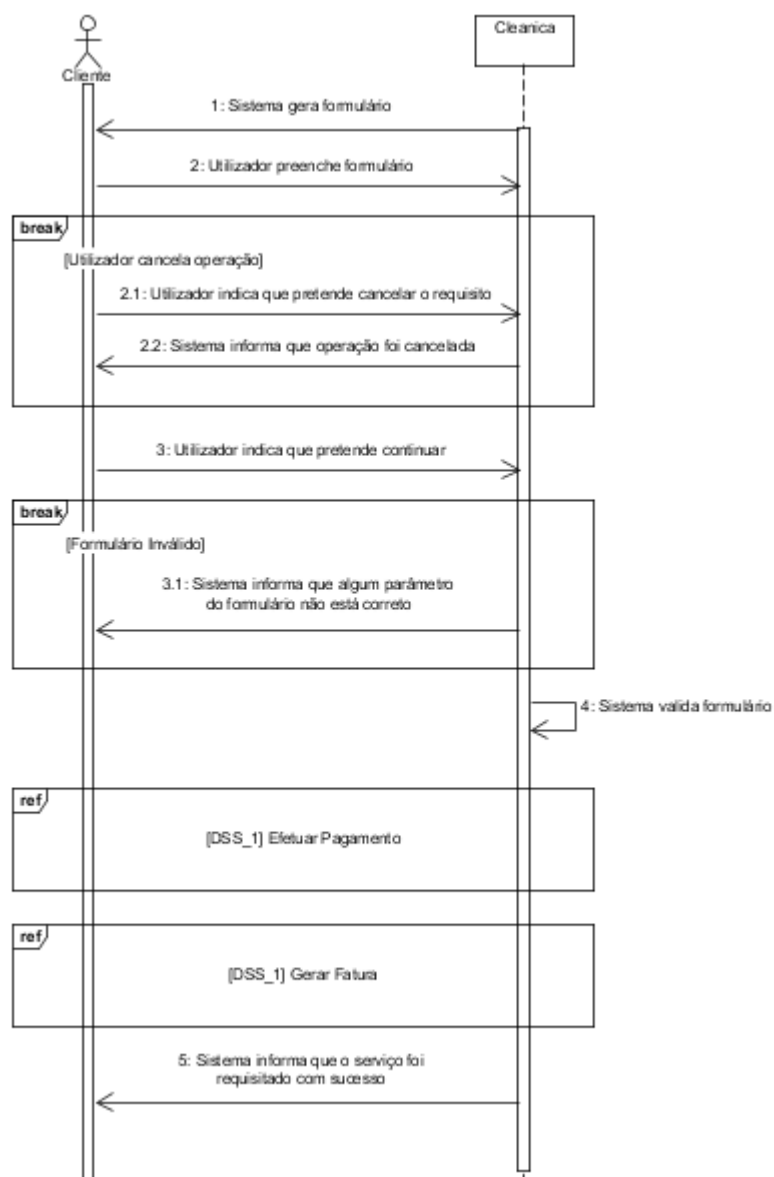 Cleanica
Cliente
1: Sistema gera formulário
2: Utilizador preenche formulário
break
[Utilizador cancela operação]
2.1: Utilizador indica que pretende cancelar o requisito
2.2: Sistema informa que operação foi cancelada
3: Utilizador indica que pretende continuar
break
[Formulário Inválido]
3.1: Sistema informa que algum parâmetro
do formulário não está correto
4: Sistema valida formulário
ref
[DSS_1] Efetuar Pagamento
ref
[DSS_1] Gerar Fatura
5: Sistema informa que o serviço foi
requisitado com sucesso